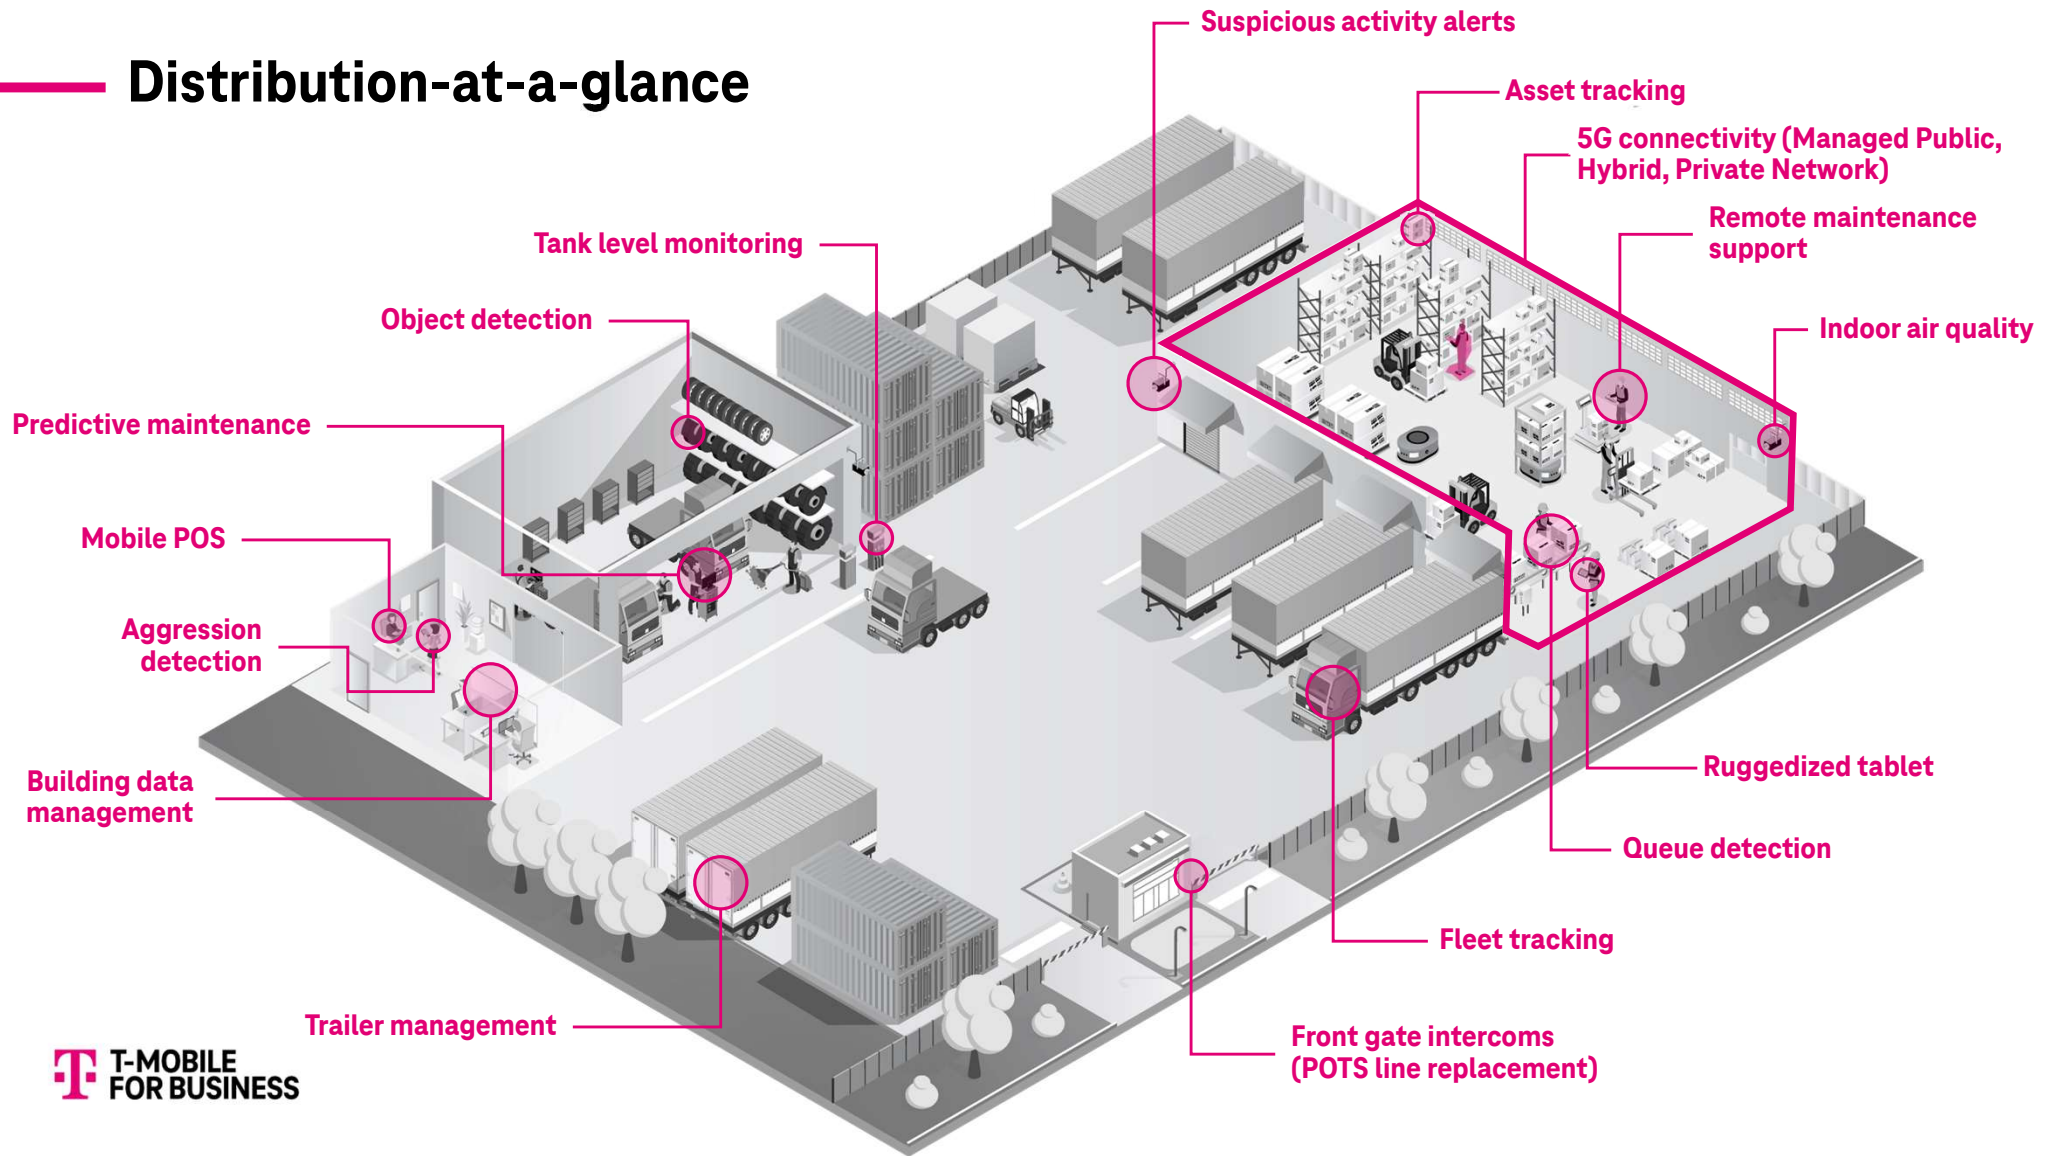 Distribution-at-a-glance
Suspicious activity alerts
Asset tracking
5G connectivity (Managed Public,
Hybrid, Private Network)
Remote maintenance
support
Tank level monitoring
Object detection
Indoor air quality
Predictive maintenance
Mobile POS
Aggression
detection
Building data
management
Ruggedized tablet
Queue detection
Fleet tracking
Trailer management
Front gate intercoms
(POTS line replacement)
T-MOBILE
FOR BUSINESS